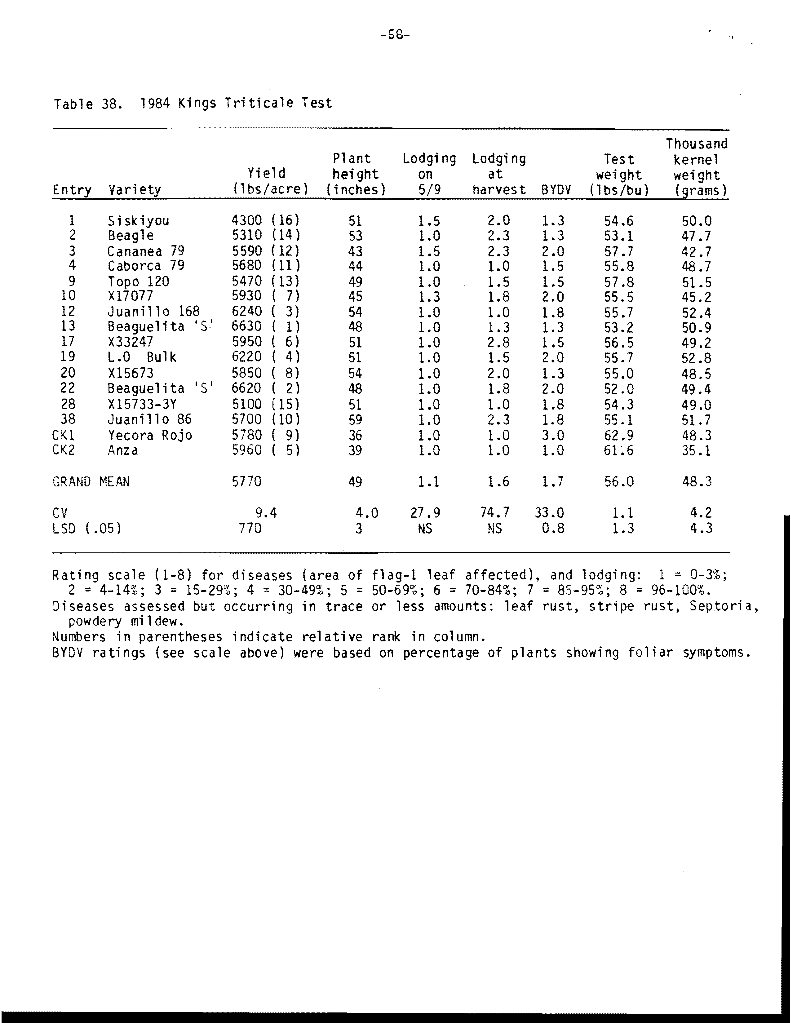 -58-
Table 38. 1984 Kings Triticale Test
Thousand
Plant Lodging Lodging Test kernel
Yield height on at weight weight
Entry Variety (lbs/acre) (inches) 5/9 harvest BYDV (lbs/bu) (grams)
1 Siskiyou 4300 (16) 51 1.5 2.0 1.3 54.6 50.0
2 Beagle 5310 (14) 53 1.0 2.3 1.3 53.1 47.7
3 Cananea 79 5590 (12) 43 1.5 2.3 2.0 57.7 42.7
4 Caborca 79 5680 (11) 44 1.0 1.0 1.5 55.8 48.7
9 Topo 120 5470 (13) 49 1.0 1.5 1.5 57.8 51.5
10 X17077 5930 ( 7) 45 1.3 1.8 2.0 55.5 45.2
12 Juanillo 168 6240 ( 3) 54 1.0 1.0 1.8 55.7 52.4
13 Beaguelita 'S' 6630 ( 1) 48 1.0 1.3 1.3 53.2 50.9
17 X33247 5950 ( 6) 51 1.0 2.8 1.5 56.5 49.2
19 L.O Bulk 6220 ( 4) 51 1.0 1.5 2.0 55.7 52.8
20 X15673 5850 ( 8) 54 1.0 2.0 1.3 55.0 48.5
22 Beaguelita 'S' 6620 ( 2) 48 1.0 1.8 2.0 52.0 49.4
28 X15733-3Y 5100 (15) 51 1.0 1.0 1.8 54.3 49.0
38 Juanillo 86 5700 (10) 59 1.0 2.3 1.8 55.1 51.7
CK1 Yecora Rojo 5780 ( 9) 36 1.0 1.0 3.0 62.9 48.3
CK2 Anza 5960 ( 5) 39 1.0 1.0 1.0 61.6 35.1
GRAND MEAN 5770 49 1.1 1.6 1.7 56.0 48.3
CV 9.4 4.0 27.9 74.7 33.0 1.1 4.2
LSD (.05) 770 3 NS NS 0.8 1.3 4.3
Rating scale (1-8) for diseases (area of flag-1 leaf affected), and lodging: 1 = 0-3%;
2 = 4-14%; 3 = 15-29%; 4 = 30-49%; 5 = 50-69%; 6 = 70-84%; 7 = 85-95%; 8 = 96-100%.
Diseases assessed but occurring in trace or less amounts: leaf rust, stripe rust, Septoria,
powdery mildew.
Numbers in parentheses indicate relative rank in column.
BYDV ratings (see scale above) were based on percentage of plants showing foliar symptoms.